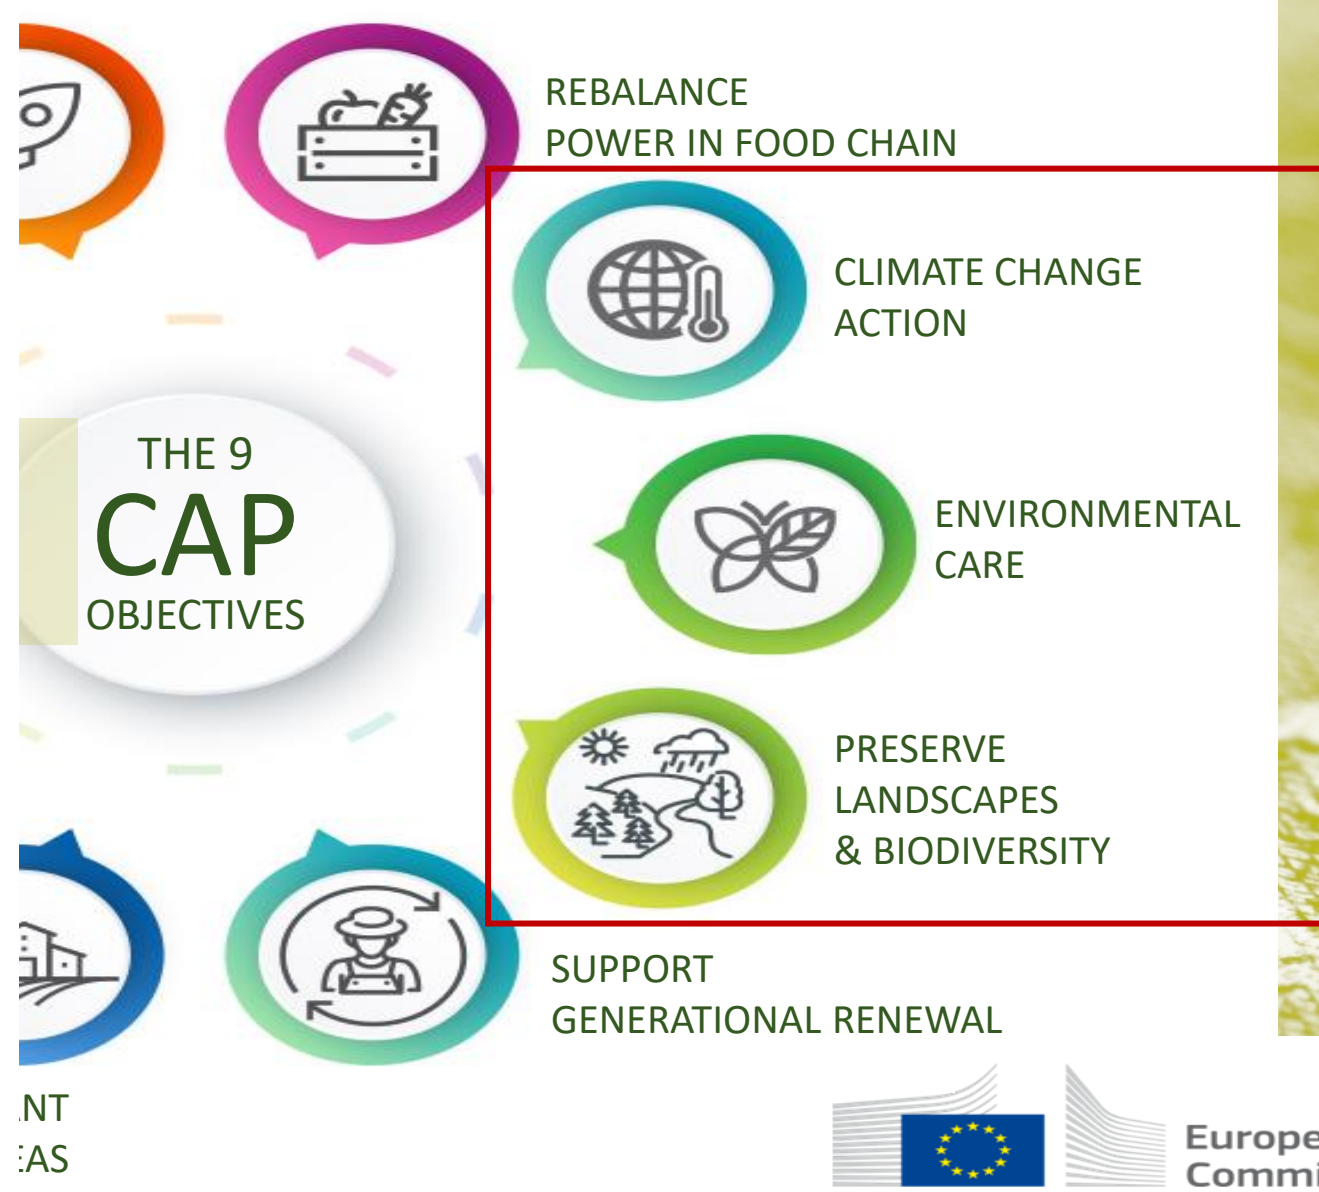 REBALANCE
POWER IN FOOD CHAIN
CLIMATE CHANGE
ACTION
THE 9
CAP
OBJECTIVES
ENVIRONMENTAL
CARE
PRESERVE
LANDSCAPES
& BIODIVERSITY
SUPPORT
GENERATIONAL RENEWAL